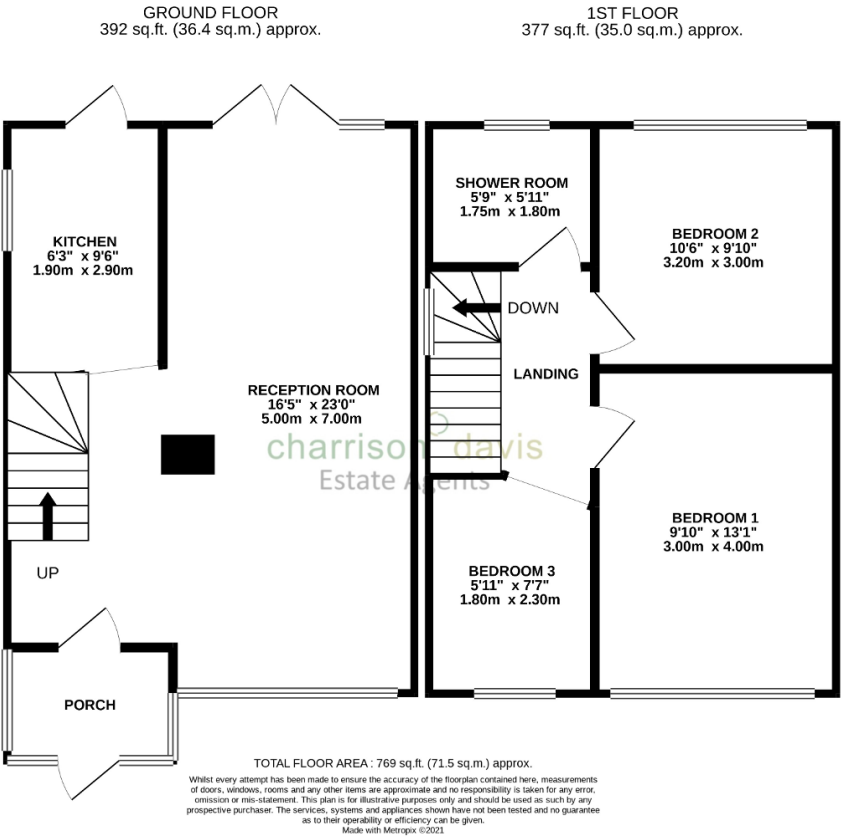 GROUND FLOOR
392 sq.ft. (36.4 sq.m.) approx.
1ST FLOOR
377 sq.ft. (35.0 sq.m.) approx.
KITCHEN
6'3" x 9'6"
1.90m x 2.90m
RECEPTION ROOM
16'5" x 23'0"
5.00m x 7.00m
UP
PORCH
SHOWER ROOM
5'9" x 5'11"
1.75m x 1.80m
BEDROOM 2
10'6" x 9'10"
3.20m x 3.00m
DOWN
LANDING
BEDROOM 1
9'10" x 13'1"
3.00m x 4.00m
BEDROOM 3
5'11" x 7'7"
1.80m x 2.30m
charrison davis
Estate Agents
TOTAL FLOOR AREA : 769 sq.ft. (71.5 sq.m.) approx.
Whilst every attempt has been made to ensure the accuracy of the floorplan contained here, measurements
of doors, windows, rooms and any other items are approximate and no responsibility is taken for any error,
omission or mis-statement. This plan is for illustrative purposes only and should be used as such by any
prospective purchaser. The services, systems and appliances shown have not been tested and no guarantee
as to their operability or efficiency can be given.
Made with Metropix ©2021